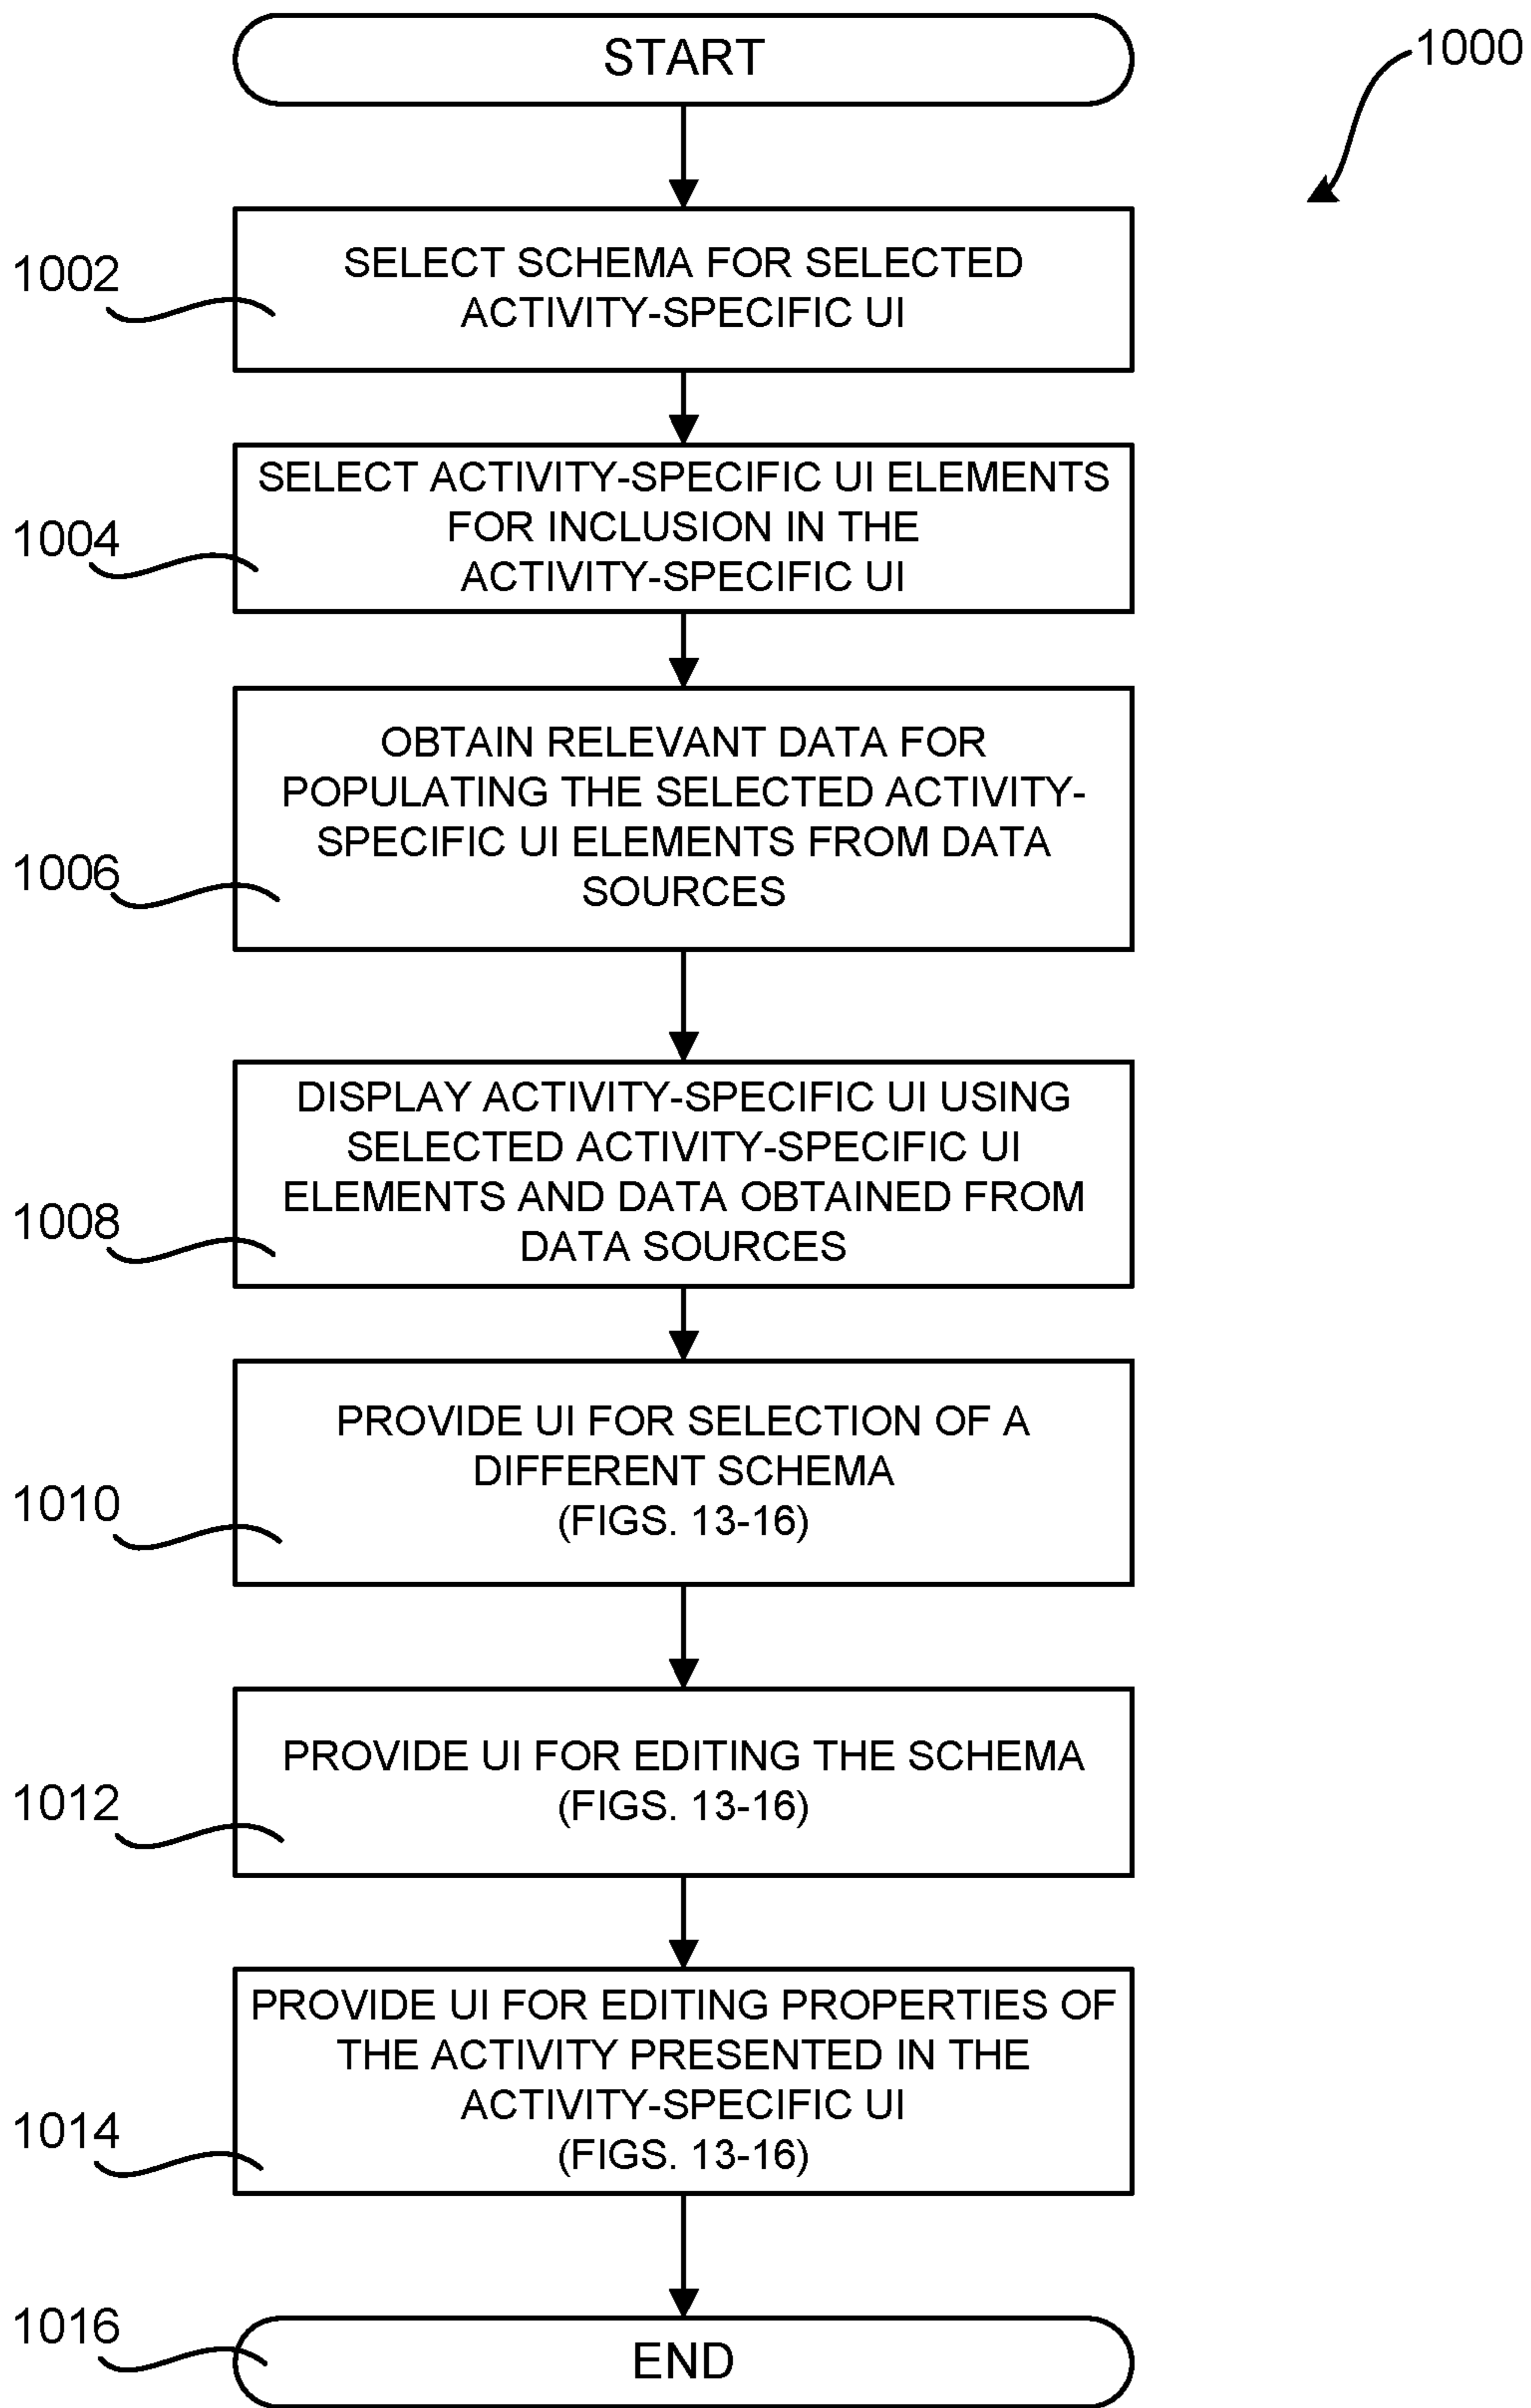 START
1000
1002
SELECT SCHEMA FOR SELECTED
ACTIVITY-SPECIFIC UI
1004
SELECT ACTIVITY-SPECIFIC UI ELEMENTS
FOR INCLUSION IN THE
ACTIVITY-SPECIFIC UI
1006
OBTAIN RELEVANT DATA FOR
POPULATING THE SELECTED ACTIVITY-
SPECIFIC UI ELEMENTS FROM DATA
SOURCES
1008
DISPLAY ACTIVITY-SPECIFIC UI USING
SELECTED ACTIVITY-SPECIFIC UI
ELEMENTS AND DATA OBTAINED FROM
DATA SOURCES
1010
PROVIDE UI FOR SELECTION OF A
DIFFERENT SCHEMA
(FIGS. 13-16)
1012
PROVIDE UI FOR EDITING THE SCHEMA
(FIGS. 13-16)
1014
PROVIDE UI FOR EDITING PROPERTIES OF
THE ACTIVITY PRESENTED IN THE
ACTIVITY-SPECIFIC UI
(FIGS. 13-16)
1016
END